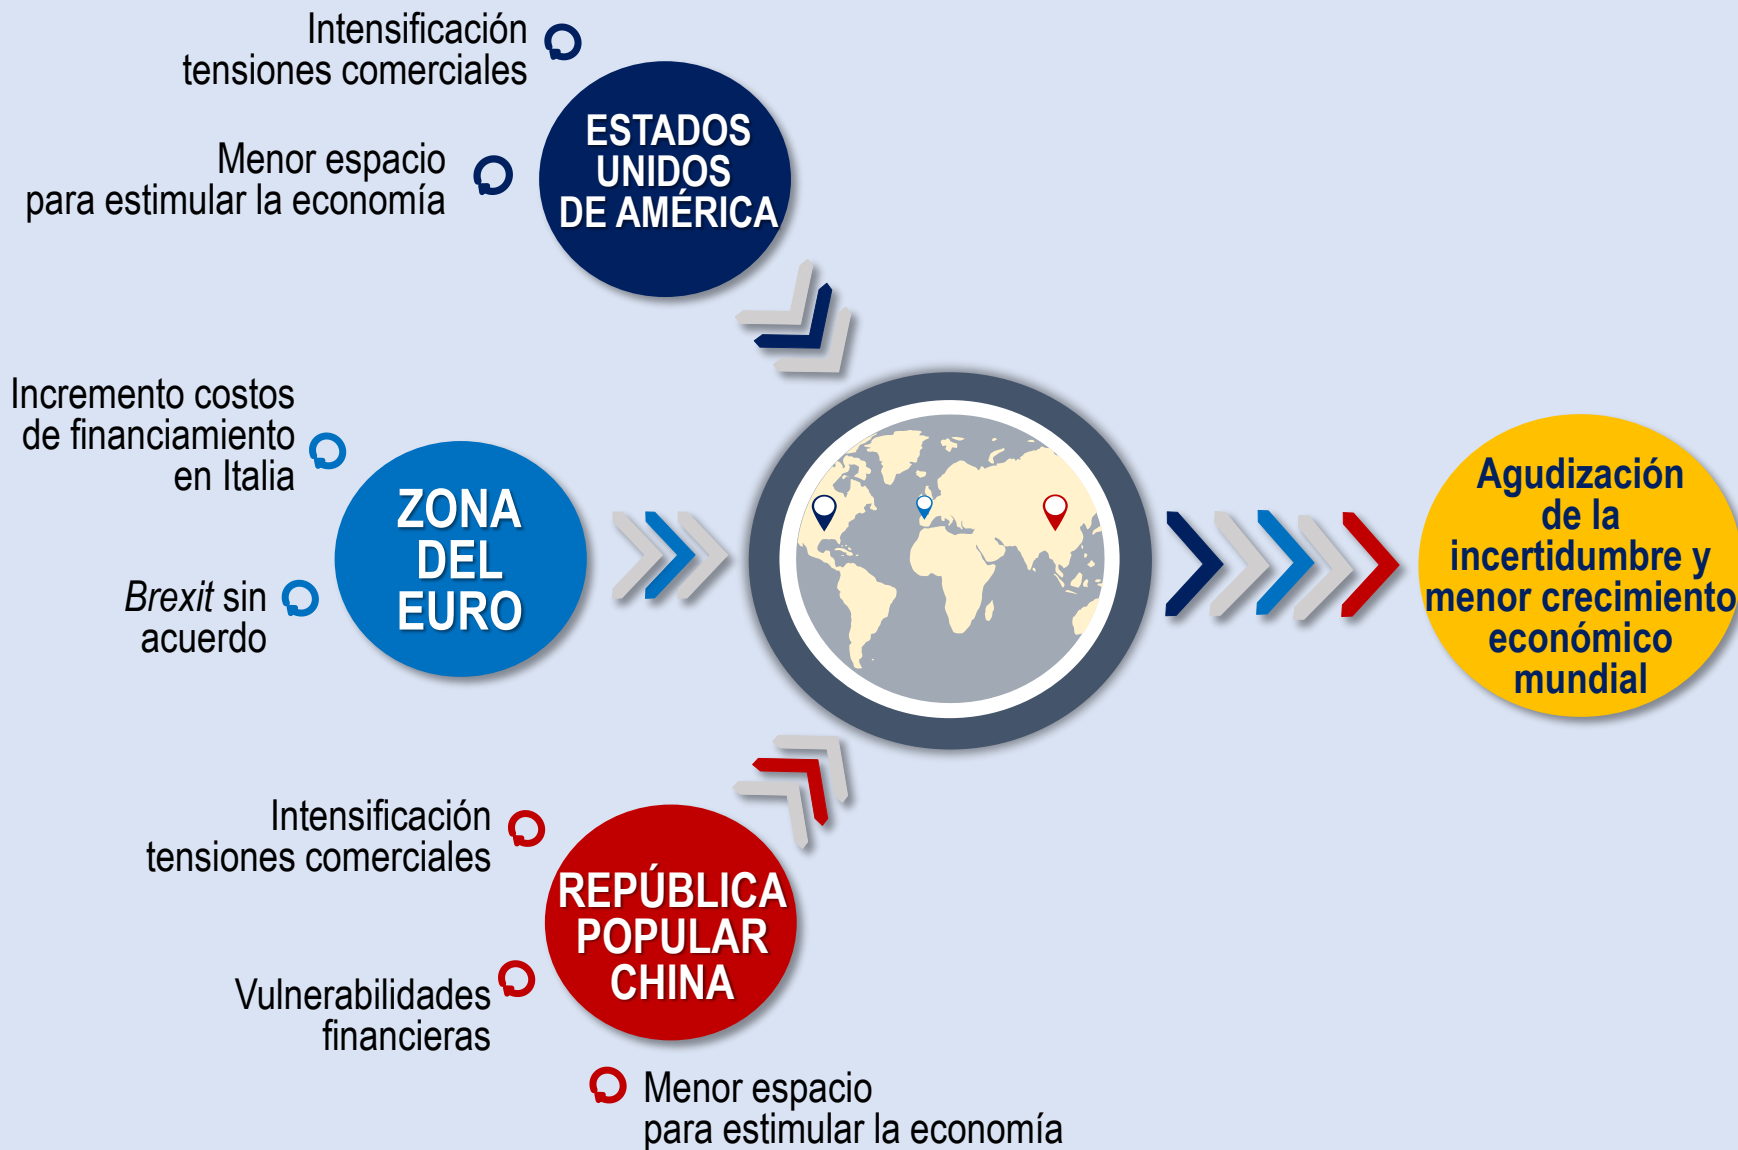 Intensificación
tensiones comerciales
Menor espacio
para estimular la economía
ESTADOS
UNIDOS
DE AMÉRICA
Incremento costos
de financiamiento
en Italia
Brexit sin
acuerdo
ZONA
DEL
EURO
Agudización
de la
incertidumbre y
menor crecimiento
económico
mundial
Intensificación
tensiones comerciales
Vulnerabilidades
financieras
REPÚBLICA
POPULAR
CHINA
Menor espacio
para estimular la economía